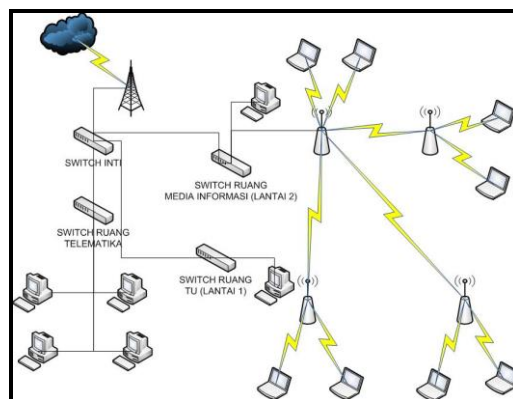 SWITCH INTI
SWITCH RUANG
MEDIA INFORMASI (LANTAI 2)
SWITCH RUANG
TELEMATIKA
SWITCH RUANG
TU (LANTAI 1)